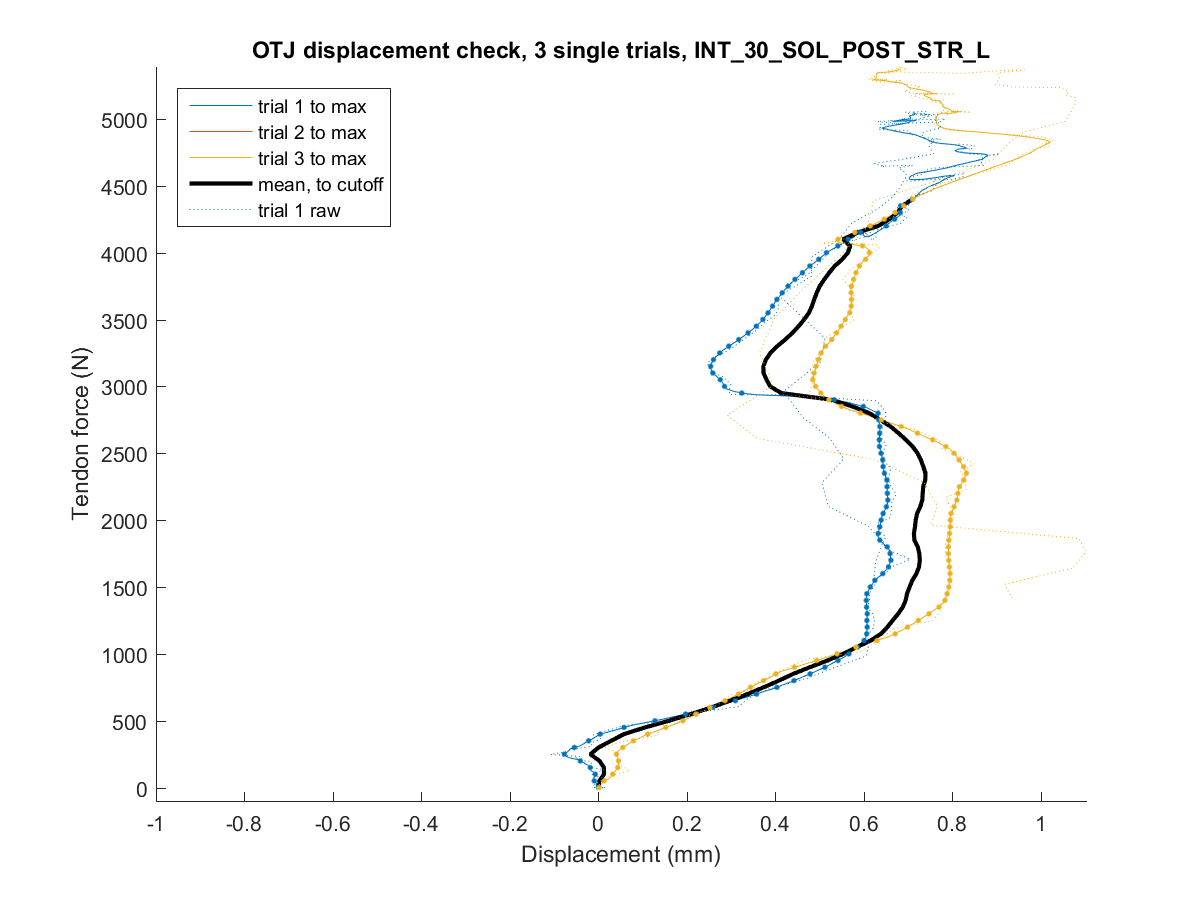 OTJ displacement check, 3 single trials, INT_30_SOL_POST_STR_L
trial 1 to max
trial 2 to max
trial 3 to max
mean, to cutoff
trial 1 raw
5000
4500
4000
3500
3000
2500
2000
1500
1000
500
0
Tendon force (N)
-1
-0.8
-0.6
-0.4
-0.2
0
0.2
0.4
0.6
0.8
1
Displacement (mm)